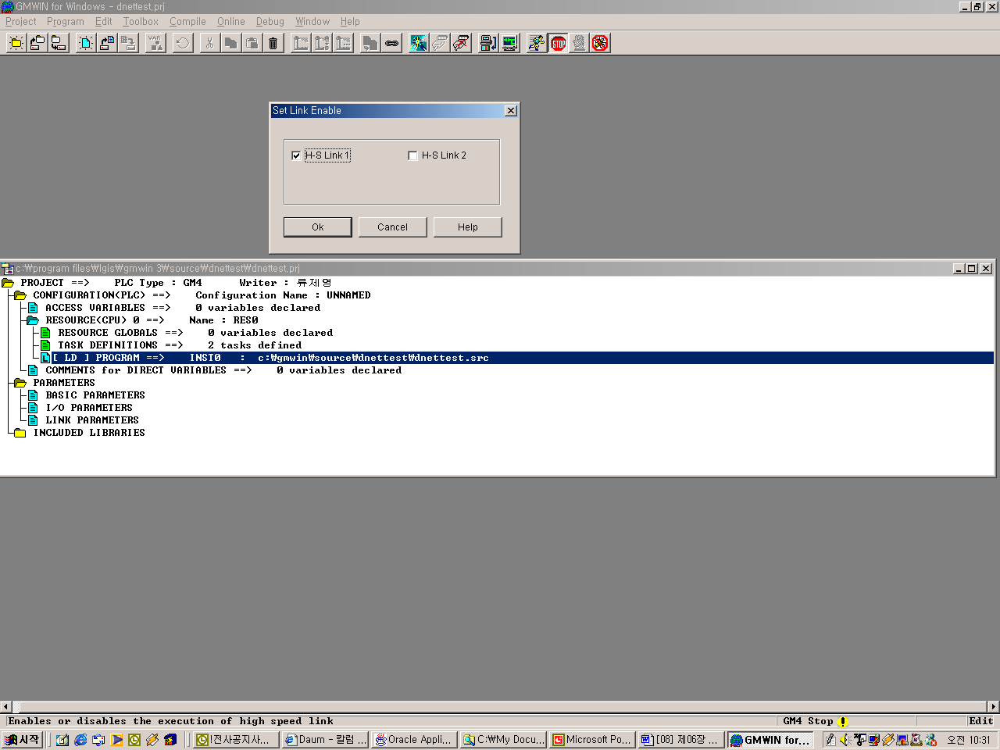 GMWIN for Windows - dnettest.prj
Project Program Edit Toolbox Compile Online Debug Window Help
VAR
STOP
Set Link Enable
H-S Link 1 H-S Link 2
Ok Cancel Help
c:₩program files₩lgis₩gmwin 3₩source₩dnettest₩dnettest.prj
PROJECT ==> PLC Type : GM4 Writer : 류제영
CONFIGURATION(PLC) ==> Configuration Name : UNNAMED
ACCESS VARIABLES ==> 0 variables declared
RESOURCE(CPU) 0 ==> Name : RES0
RESOURCE GLOBALS ==> 0 variables declared
TASK DEFINITIONS ==> 2 tasks defined
[ LD ] PROGRAM ==> INST0 : c:₩gmwin₩source₩dnettest₩dnettest.src
COMMENTS for DIRECT VARIABLES ==> 0 variables declared
PARAMETERS
BASIC PARAMETERS
I/O PARAMETERS
LINK PARAMETERS
INCLUDED LIBRARIES
Enables or disables the execution of high speed link GM4 Stop Edit
시작 !전사공지사... Daum - 칼럼 ... Oracle Appli... C:₩My Docu... Microsoft Po... [08] 제06장 ... GMWIN for... 오전 10:31